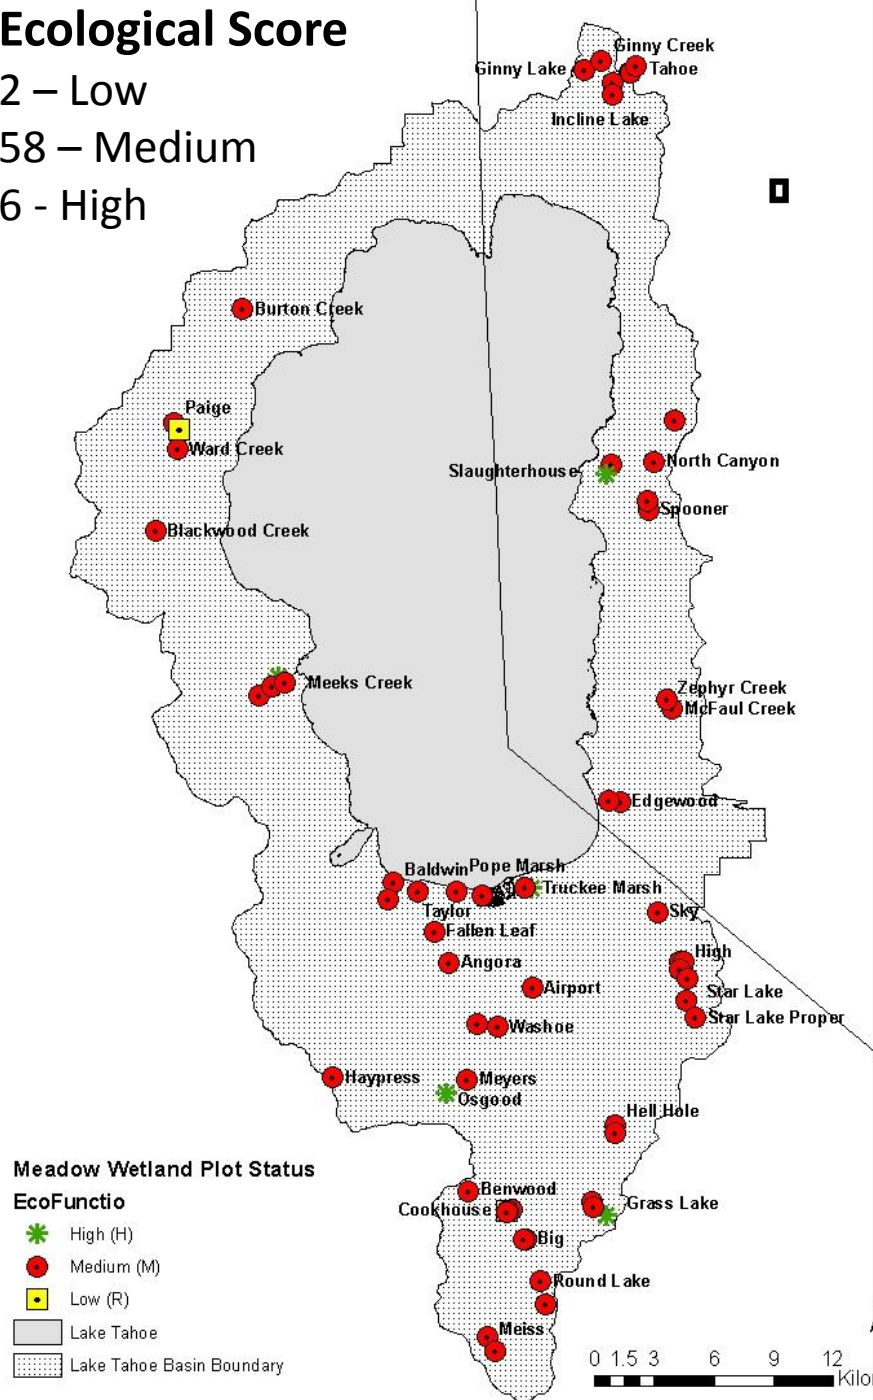 Ecological Score
2 – Low
58 – Medium
6 - High
Ginny Creek
Ginny Lake
Tahoe
Incline Lake
Burton Creek
Paige
Ward Creek
Slaughterhouse
North Canyon
Spooner
Blackwood Creek
Meeks Creek
Zephyr Creek
McFaul Creek
Edgewood
Baldwin
Pope Marsh
Truckee Marsh
Taylor
Sky
Fallen Leaf
High
Angora
Airport
Star Lake
Star Lake Proper
Washoe
Haypress
Meyers
Osgood
Hell Hole
Benwood
Cookhouse
Grass Lake
Big
Round Lake
Meiss
Meadow Wetland Plot Status
EcoFunctio
High (H)
Medium (M)
Low (R)
Lake Tahoe
Lake Tahoe Basin Boundary
0 1.5 3 6 9 12